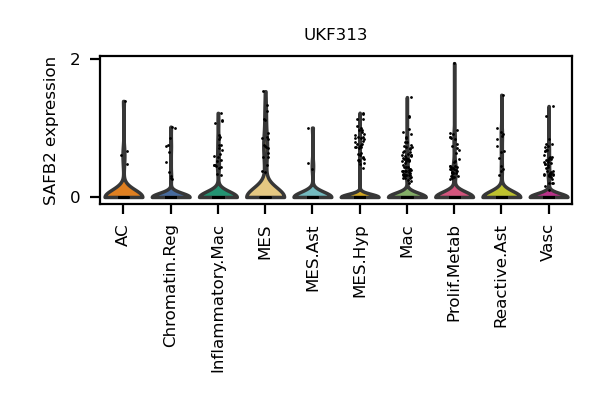 UKF313
SAFB2 expression
2
0
AC
Chromatin.Reg
Inflammatory.Mac
MES
MES.Ast
MES.Hyp
Mac
Prolif.Metab
Reactive.Ast
Vasc